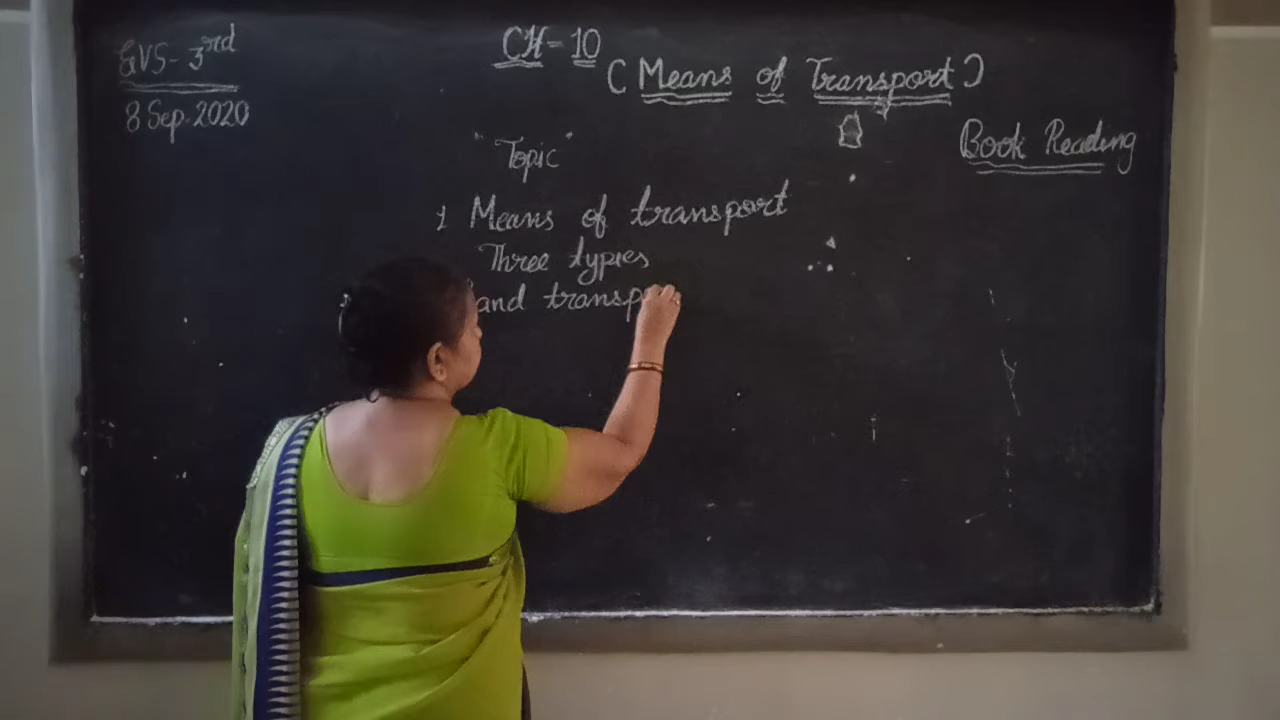 EVS-3rd
8 Sep. 2020
CH-10
(Means of Transport)
Book Reading
"Topic"
1 Means of transport
Three types
and transp